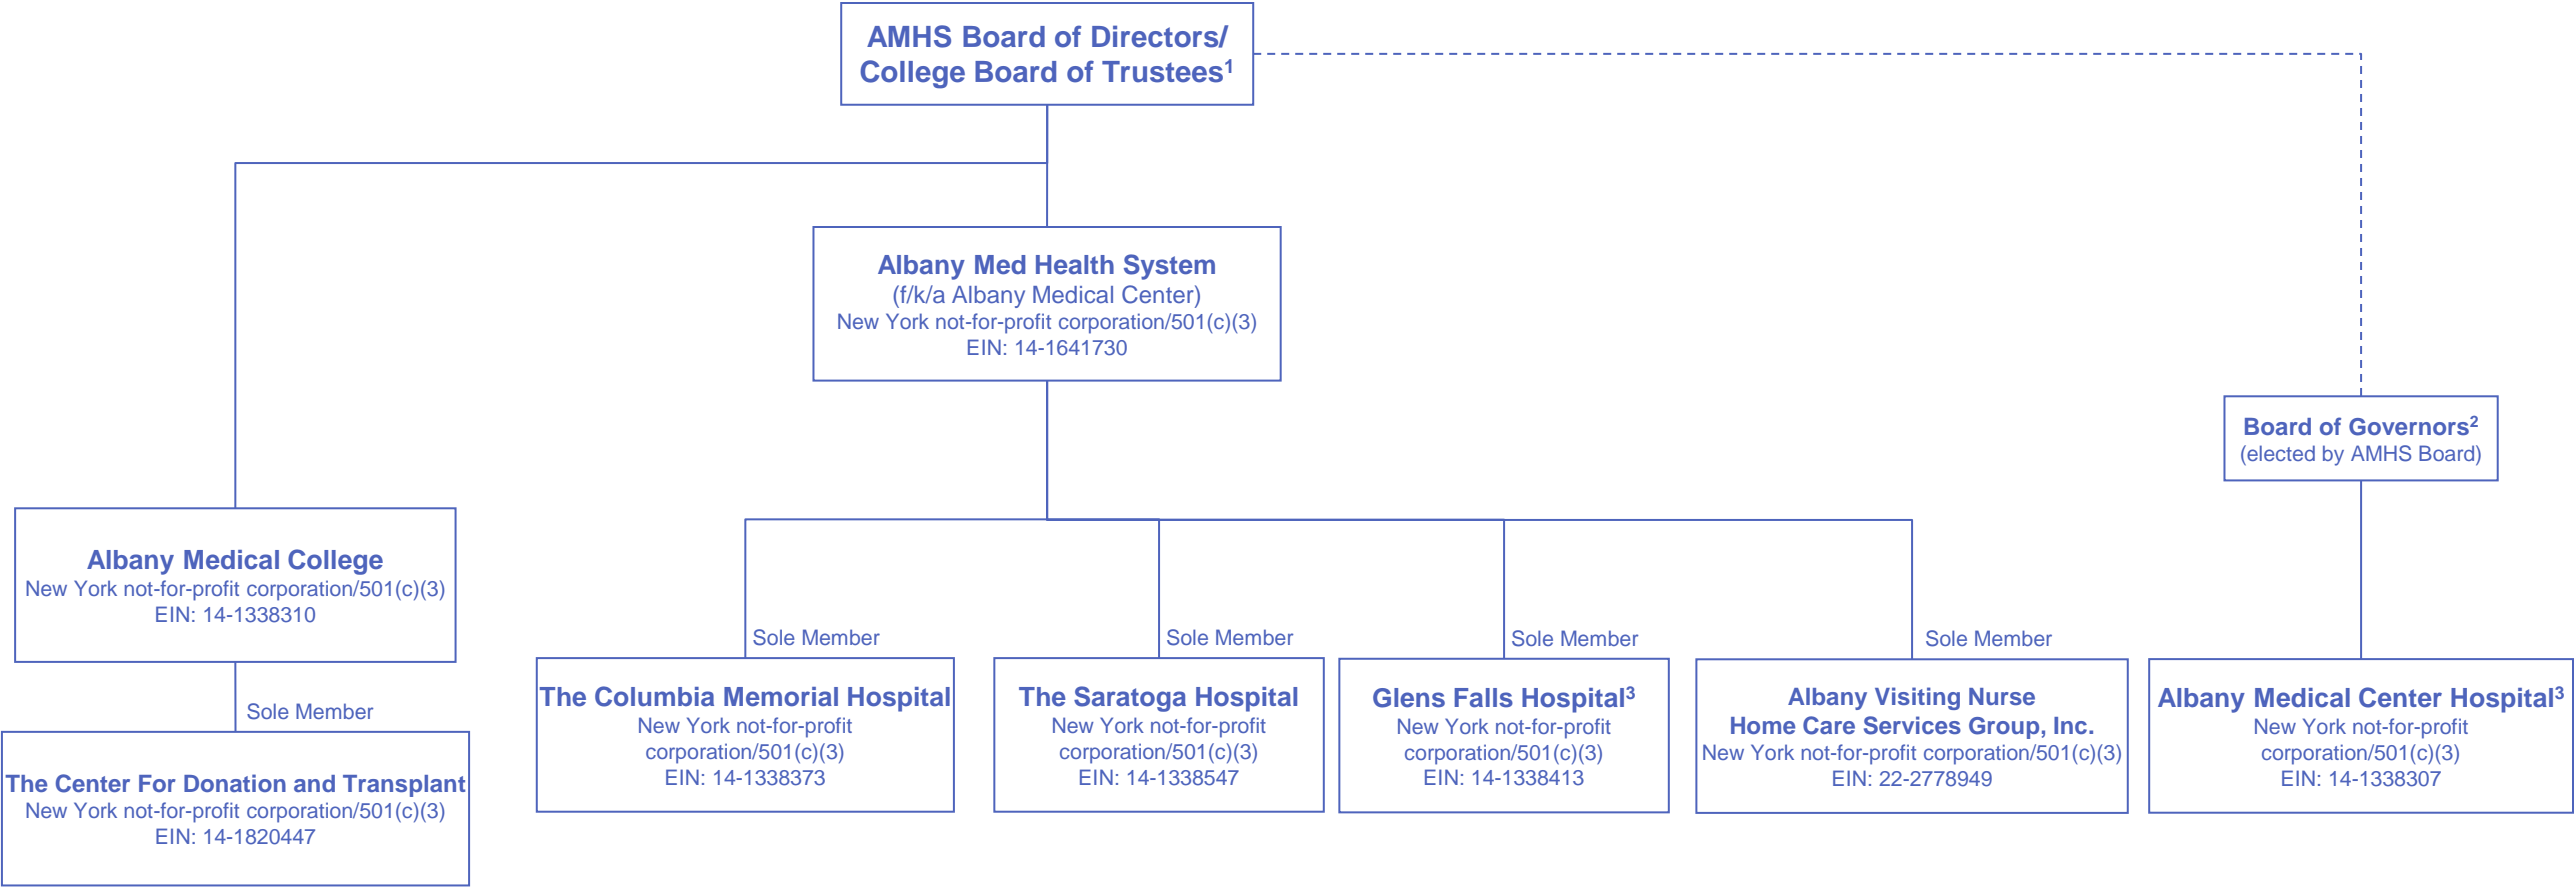 AMHS Board of Directors/
College Board of Trustees¹
Albany Med Health System
(f/k/a Albany Medical Center)
New York not-for-profit corporation/501(c)(3)
EIN: 14-1641730
Board of Governors²
(elected by AMHS Board)
Albany Medical College
New York not-for-profit corporation/501(c)(3)
EIN: 14-1338310
Sole Member
The Center For Donation and Transplant
New York not-for-profit corporation/501(c)(3)
EIN: 14-1820447
Sole Member
The Columbia Memorial Hospital
New York not-for-profit
corporation/501(c)(3)
EIN: 14-1338373
Sole Member
The Saratoga Hospital
New York not-for-profit
corporation/501(c)(3)
EIN: 14-1338547
Sole Member
Glens Falls Hospital³
New York not-for-profit
corporation/501(c)(3)
EIN: 14-1338413
Sole Member
Albany Visiting Nurse
Home Care Services Group, Inc.
New York not-for-profit corporation/501(c)(3)
EIN: 22-2778949
Albany Medical Center Hospital³
New York not-for-profit
corporation/501(c)(3)
EIN: 14-1338307